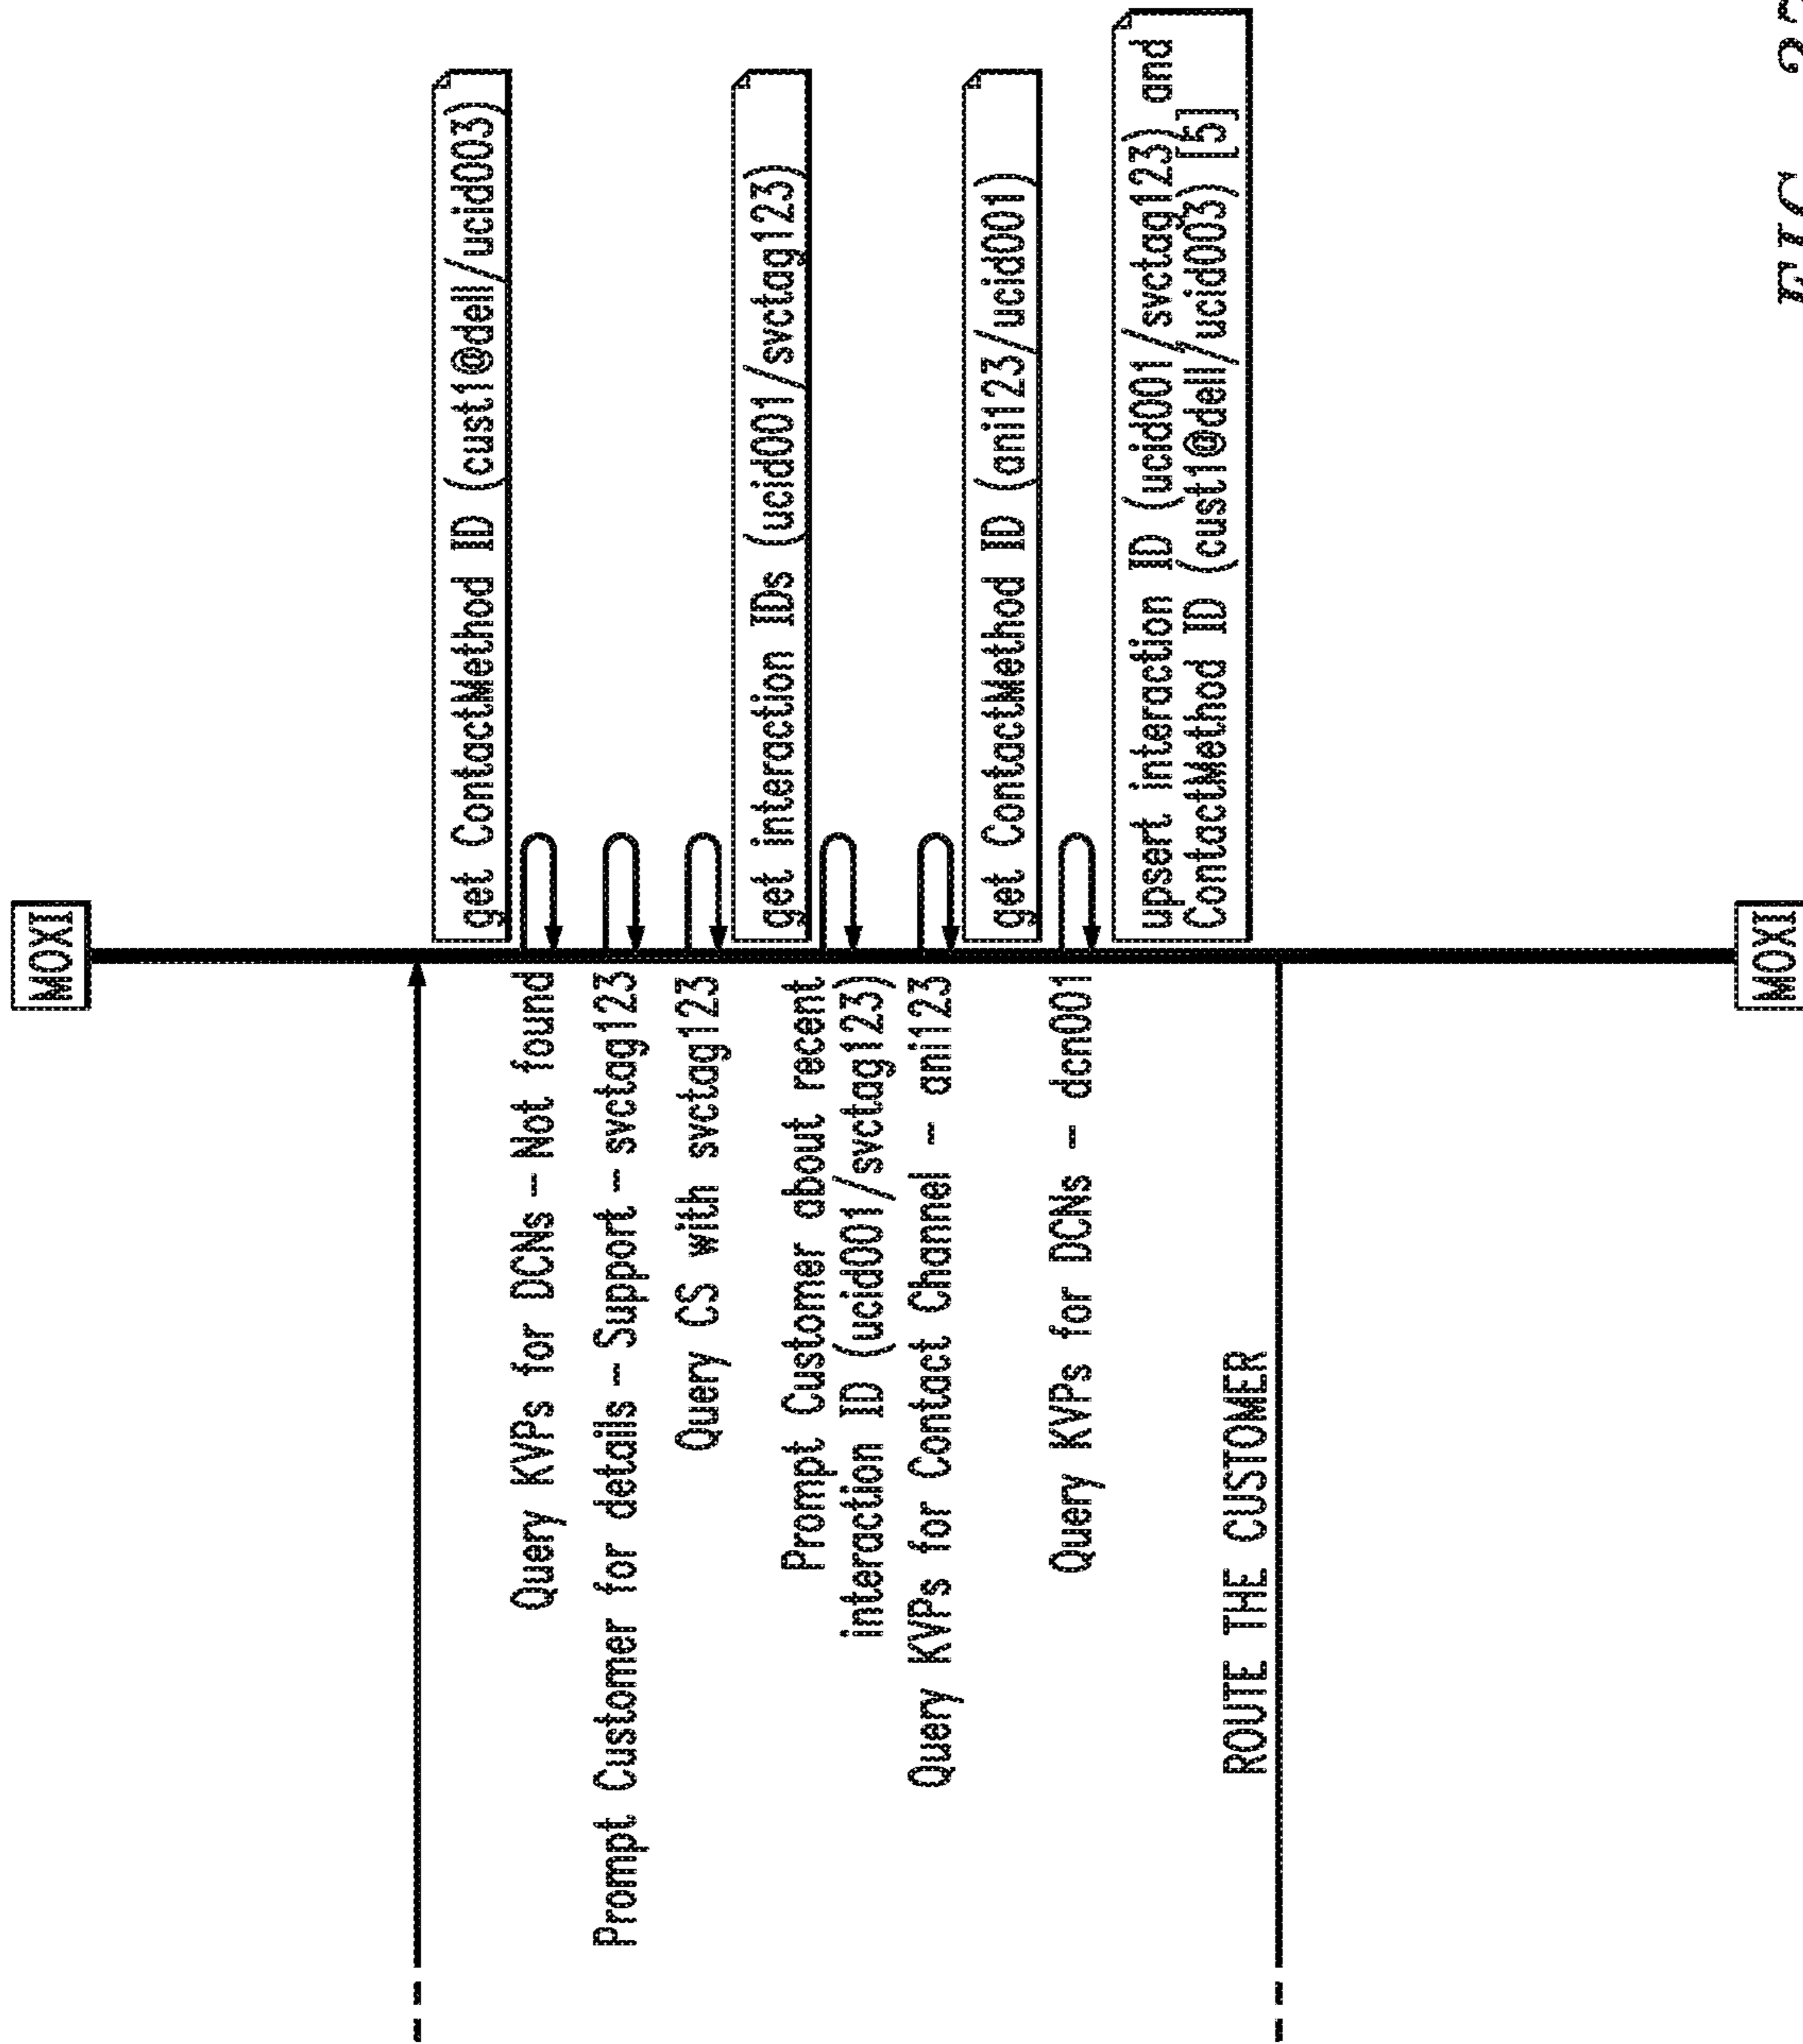 MOXI
get ContactMethod ID (cust1@dell/ucid003)
Query KVPs for DCNs – Not found
Prompt Customer for details – Support – svctag123
Query CS with svctag123
get interaction IDs (ucid001/svctag123)
Prompt Customer about recent
interaction ID (ucid001/svctag123)
Query KVPs for Contact Channel – ani123
get ContactMethod ID (ani123/ucid001)
Query KVPs for DCNs – dcn001
upsert interaction ID (ucid001/svctag123) and
ContactMethod ID (cust1@dell/ucid003) [5]
ROUTE THE CUSTOMER
MOXI